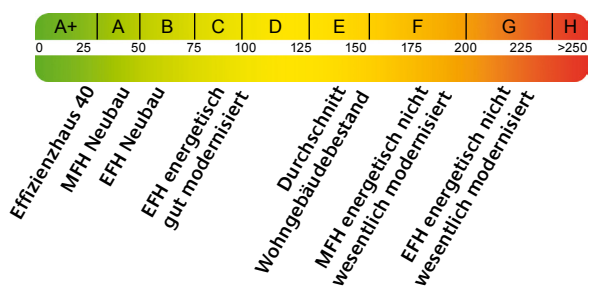 A+ A B C D E F G H
0 25 50 75 100 125 150 175 200 225 >250
Effizienzhaus 40
MFH Neubau
EFH Neubau
EFH energetisch
gut modernisiert
Durchschnitt
Wohngebäudebestand
MFH energetisch nicht
wesentlich modernisiert
EFH energetisch nicht
wesentlich modernisiert